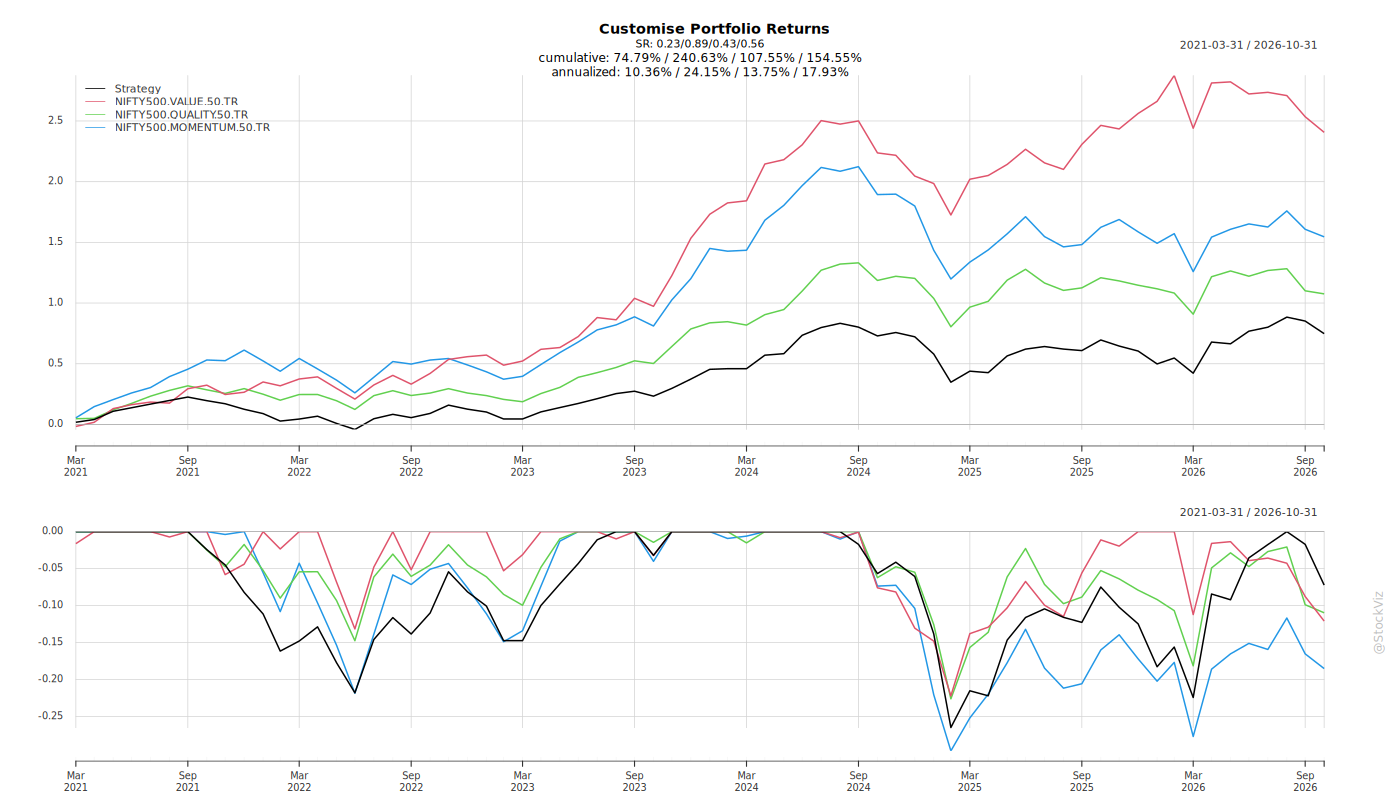 Customise Portfolio Returns
SR: 0.23/0.89/0.43/0.56
cumulative: 74.79% / 240.63% / 107.55% / 154.55%
annualized: 10.36% / 24.15% / 13.75% / 17.93%
2021-03-31 / 2026-10-31
Strategy
NIFTY500.VALUE.50.TR
NIFTY500.QUALITY.50.TR
NIFTY500.MOMENTUM.50.TR
2.5
2.0
1.5
1.0
0.5
0.0
Mar Sep Mar Sep Mar Sep Mar Sep Mar Sep Mar Sep
2021 2021 2022 2022 2023 2023 2024 2024 2025 2025 2026 2026
2021-03-31 / 2026-10-31
0.00
-0.05
-0.10
-0.15
-0.20
-0.25
Mar Sep Mar Sep Mar Sep Mar Sep Mar Sep Mar Sep
2021 2021 2022 2022 2023 2023 2024 2024 2025 2025 2026 2026
@StockViz